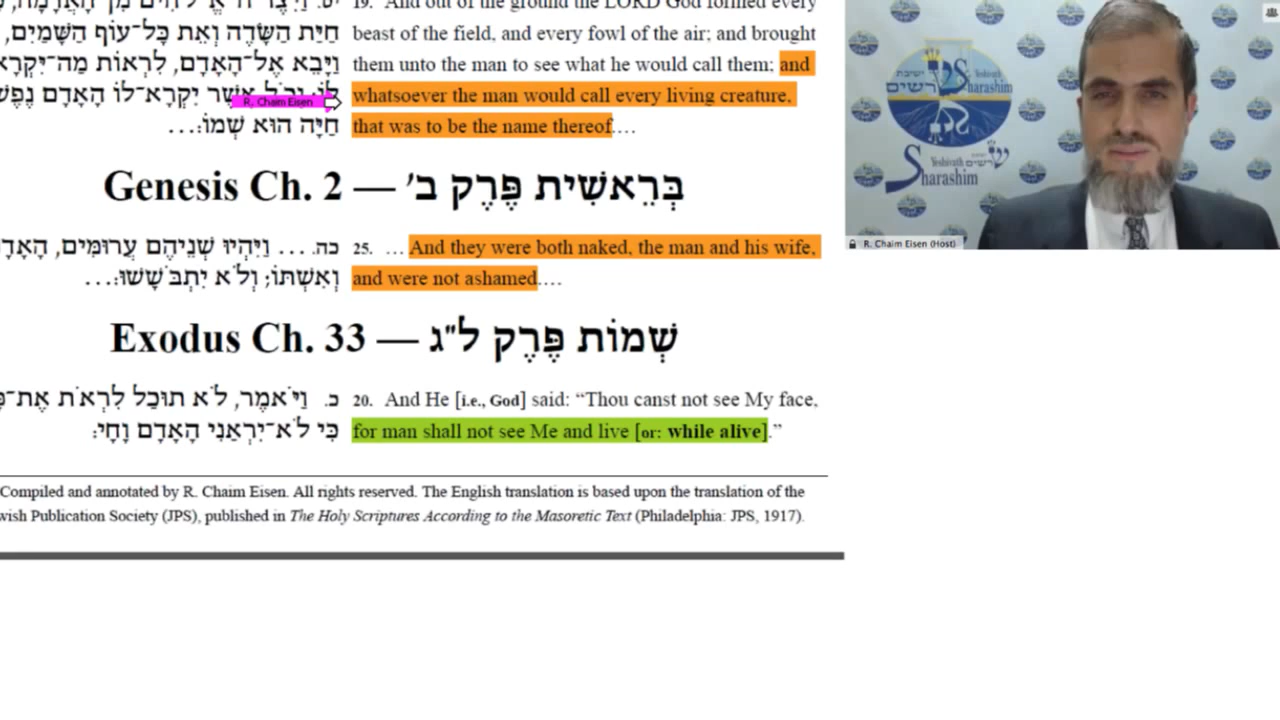 19. And out of the ground the LORD God formed every
beast of the field, and every fowl of the air; and brought
them unto the man to see what he would call them; and
whatsoever the man would call every living creature,
that was to be the name thereof.…
חַיַּת הַשָּׂדֶה וְאֵת כָּל־עוֹף הַשָּׁמַיִם,
וַיָּבֵא אֶל־הָאָדָם, לִרְאוֹת מַה־יִּקְרָא
אֲשֶׁר יִקְרָא־לוֹ הָאָדָם נֶפֶשׁ
חַיָּה הוּא שְׁמוֹ:…
R. Chaim Eisen
Genesis Ch. 2 — בְּרֵאשִׁית פֶּרֶק ב'
25. … And they were both naked, the man and his wife,
and were not ashamed.…
כה. … וַיִּהְיוּ שְׁנֵיהֶם עֲרוּמִּים, הָאָדָם
וְאִשְׁתּוֹ; וְלֹא יִתְבֹּשָׁשׁוּ:…
Exodus Ch. 33 — שְׁמוֹת פֶּרֶק ל"ג
20. And He [i.e., God] said: “Thou canst not see My face,
for man shall not see Me and live [or: while alive].”
כ. וַיֹּאמֶר, לֹא תוּכַל לִרְאֹת אֶת־
כִּי לֹא־יִרְאַנִי הָאָדָם וָחָי:
Compiled and annotated by R. Chaim Eisen. All rights reserved. The English translation is based upon the translation of the
wish Publication Society (JPS), published in The Holy Scriptures According to the Masoretic Text (Philadelphia: JPS, 1917).
ישיבת
שרשים
Yeshivath
Sharashim
Yeshivath
Sharashim
R. Chaim Eisen (Host)